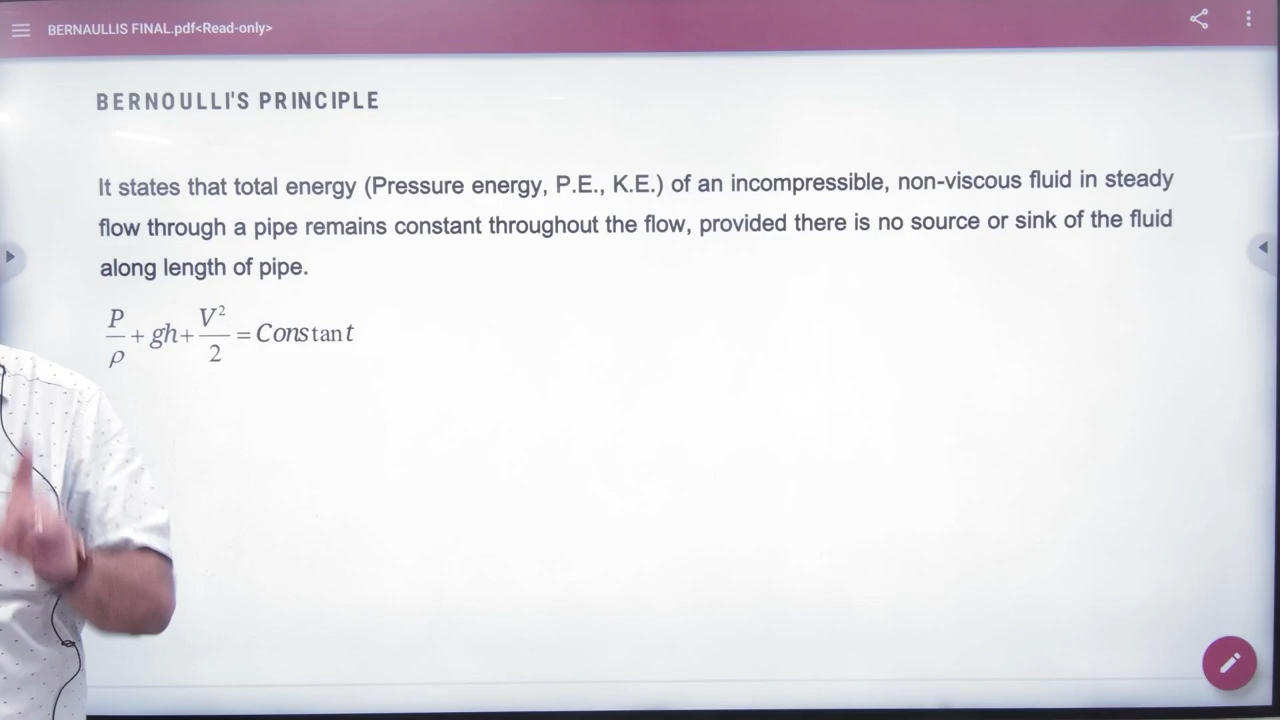 BERNAULLIS FINAL.pdf<Read-only>
BERNOULLI'S PRINCIPLE
It states that total energy (Pressure energy, P.E., K.E.) of an incompressible, non-viscous fluid in steady
flow through a pipe remains constant throughout the flow, provided there is no source or sink of the fluid
along length of pipe.
P/ρ + gh + V²/2 = Constant